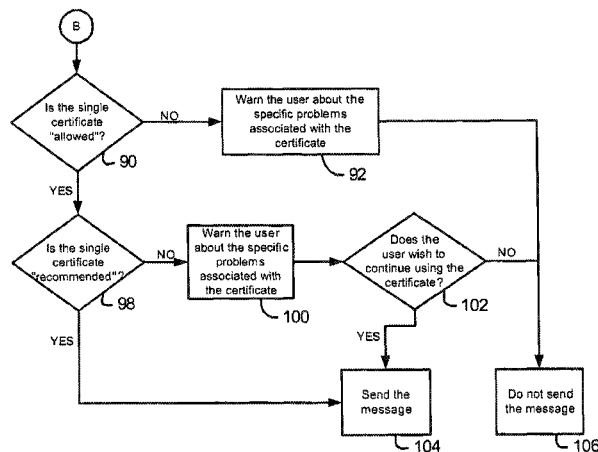 B
Is the single
certificate
"allowed"?
NO
90
YES
Warn the user about the
specific problems
associated with the
certificate
92
Is the single
certificate
"recommended"?
NO
98
YES
Warn the user
about the specific
problems
associated with
the certificate
100
Does the
user wish to
continue using the
certificate?
NO
102
YES
Send the
message
104
Do not send
the message
106